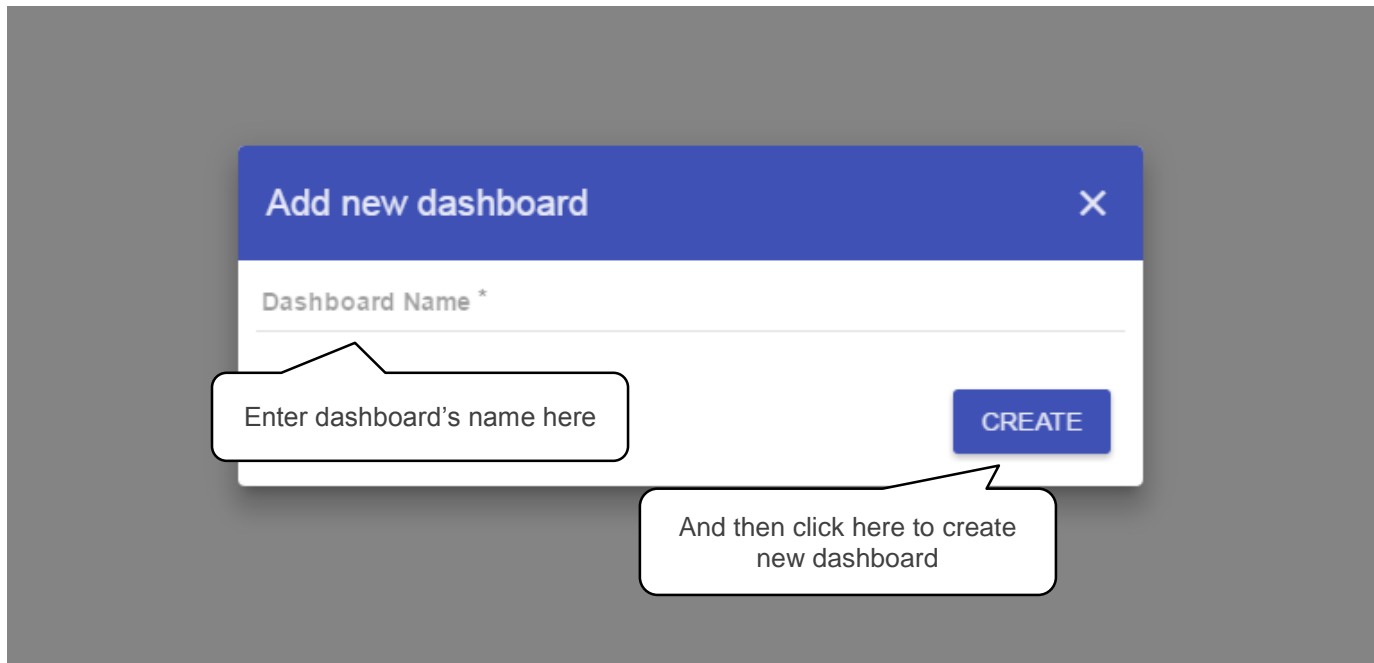 Add new dashboard ×
Dashboard Name *
Enter dashboard’s name here
CREATE
And then click here to create
new dashboard